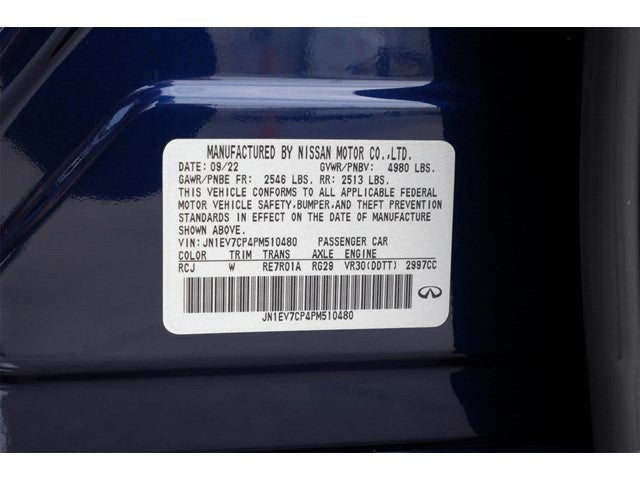 MANUFACTURED BY NISSAN MOTOR CO.,LTD.
DATE: 09/22 GVWR/PNBV: 4980 LBS.
GAWR/PNBE FR: 2546 LBS. RR: 2513 LBS.
THIS VEHICLE CONFORMS TO ALL APPLICABLE FEDERAL
MOTOR VEHICLE SAFETY,BUMPER,AND THEFT PREVENTION
STANDARDS IN EFFECT ON THE DATE OF MANUFACTURE
SHOWN ABOVE.
VIN: JN1EV7CP4PM510480 PASSENGER CAR
COLOR TRIM TRANS AXLE ENGINE
RCJ W RE7R01A RG29 VR30(DDTT) 2997CC
JN1EV7CP4PM510480